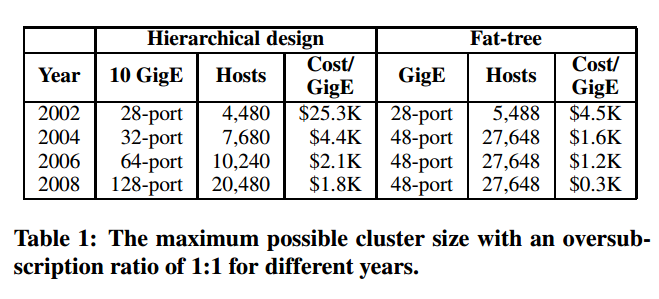 Hierarchical design Fat-tree
Year 10 GigE Hosts Cost/ GigE GigE Hosts Cost/ GigE
2002 28-port 4,480 $25.3K 28-port 5,488 $4.5K
2004 32-port 7,680 $4.4K 48-port 27,648 $1.6K
2006 64-port 10,240 $2.1K 48-port 27,648 $1.2K
2008 128-port 20,480 $1.8K 48-port 27,648 $0.3K
Table 1: The maximum possible cluster size with an oversub-
scription ratio of 1:1 for different years.